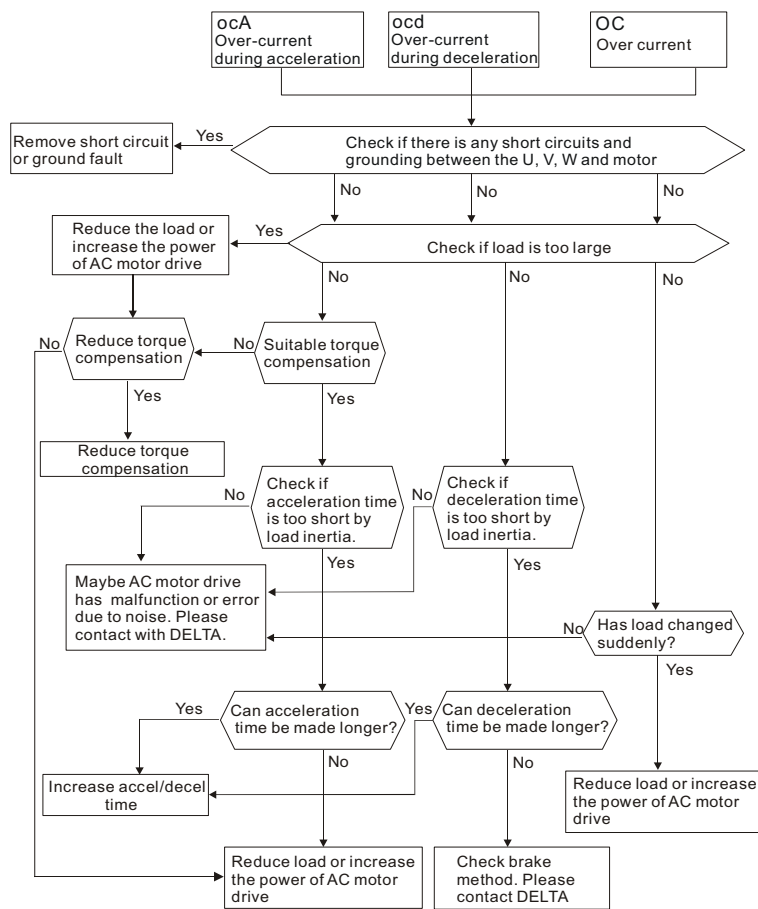 ocA
Over-current
during acceleration
ocd
Over-current
during deceleration
OC
Over current
Remove short circuit
or ground fault
Yes
Check if there is any short circuits and
grounding between the U, V, W and motor
No
No
No
Reduce the load or
increase the power
of AC motor drive
Yes
Check if load is too large
No
No
No
No
Reduce torque
compensation
No
Suitable torque
compensation
Yes
Yes
Reduce torque
compensation
No
Check if
acceleration time
is too short by
load inertia.
No
Check if
deceleration time
is too short by
load inertia.
Yes
Yes
Maybe AC motor drive
has malfunction or error
due to noise. Please
contact with DELTA.
No
Has load changed
suddenly?
Yes
Yes
Can acceleration
time be made longer?
Yes
Can deceleration
time be made longer?
No
No
Increase accel/decel
time
Reduce load or increase
the power of AC motor
drive
Reduce load or increase
the power of AC motor
drive
Check brake
method. Please
contact DELTA